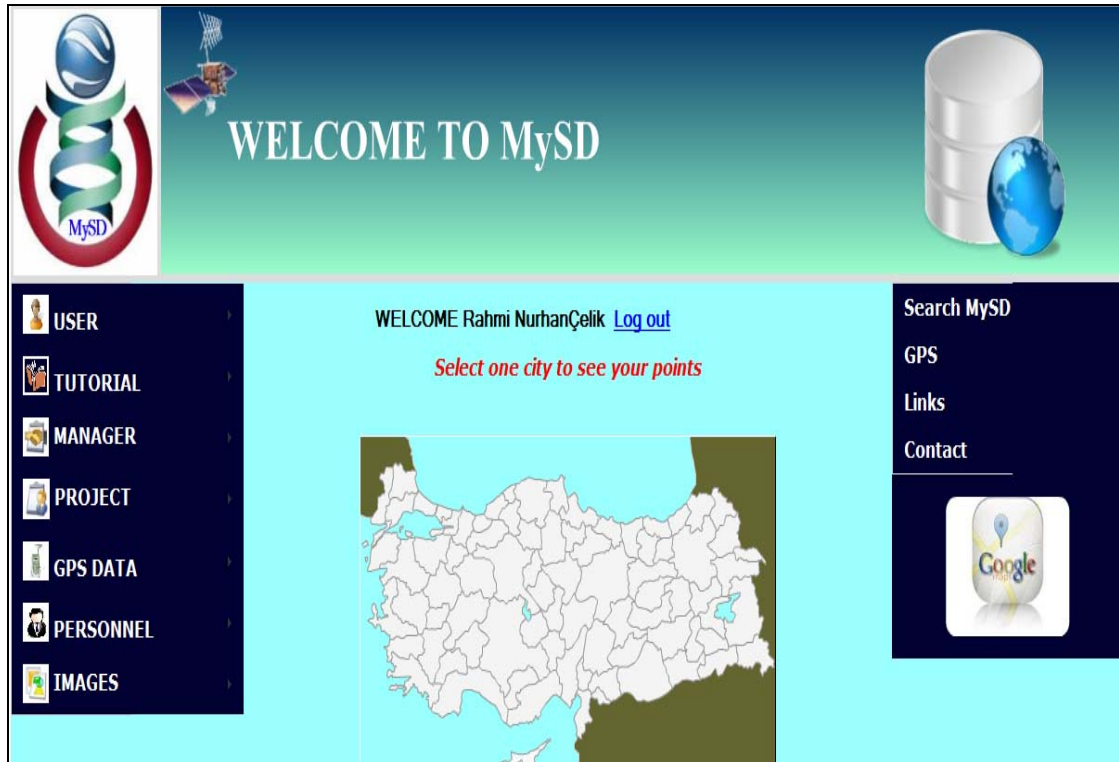 MySD
WELCOME TO MySD
USER
TUTORIAL
MANAGER
PROJECT
GPS DATA
PERSONNEL
IMAGES
WELCOME Rahmi NurhanÇelik Log out
Select one city to see your points
Search MySD
GPS
Links
Contact
Google
maps